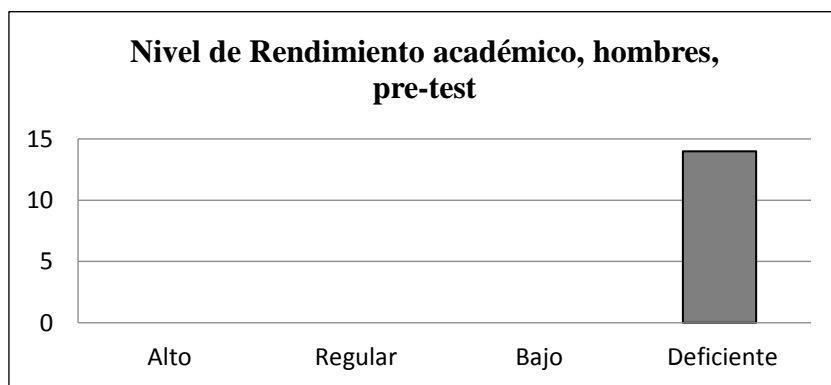 Nivel de Rendimiento académico, hombres,
pre-test
15
10
5
0
Alto Regular Bajo Deficiente